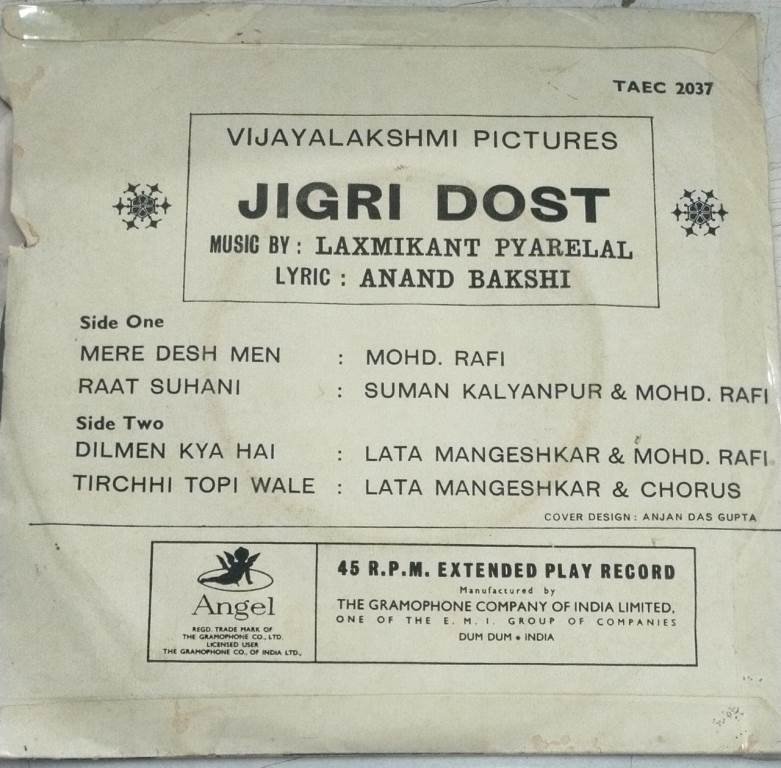 TAEC 2037
VIJAYALAKSHMI PICTURES
JIGRI DOST
MUSIC BY : LAXMIKANT PYARELAL
LYRIC : ANAND BAKSHI
Side One
MERE DESH MEN : MOHD. RAFI
RAAT SUHANI : SUMAN KALYANPUR & MOHD. RAFI
Side Two
DILMEN KYA HAI : LATA MANGESHKAR & MOHD. RAFI
TIRCHHI TOPI WALE : LATA MANGESHKAR & CHORUS
COVER DESIGN : ANJAN DAS GUPTA
Angel
REGD. TRADE MARK OF
THE GRAMOPHONE CO., LTD.
LICENSED USER
THE GRAMOPHONE CO., OF INDIA LTD.,
45 R.P.M. EXTENDED PLAY RECORD
Manufactured by
THE GRAMOPHONE COMPANY OF INDIA LIMITED,
ONE OF THE E. M. I. GROUP OF COMPANIES
DUM DUM • INDIA